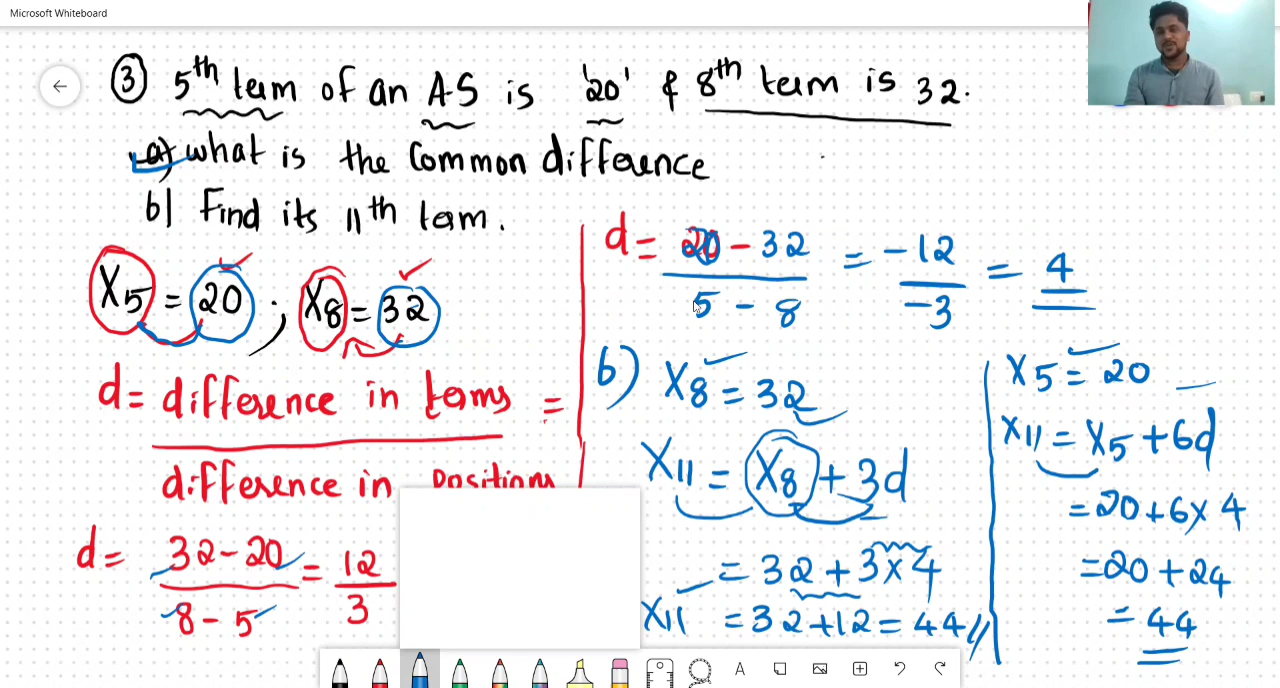 Microsoft Whiteboard
③ 5th term of an AS is '20' & 8th term is 32.
a) what is the Common difference
b) Find its 11th term.
X5 = 20 ; X8 = 32
d = difference in terms =
difference in positions
d = 32 - 20 = 12
8 - 5 3
d = 20 - 32 = -12 = 4
5 - 8 -3
b) X8 = 32
X11 = X8 + 3d
= 32 + 3 x 4
X11 = 32 + 12 = 44 //
X5 = 20
X11 = X5 + 6d
= 20 + 6 x 4
= 20 + 24
= 44
A